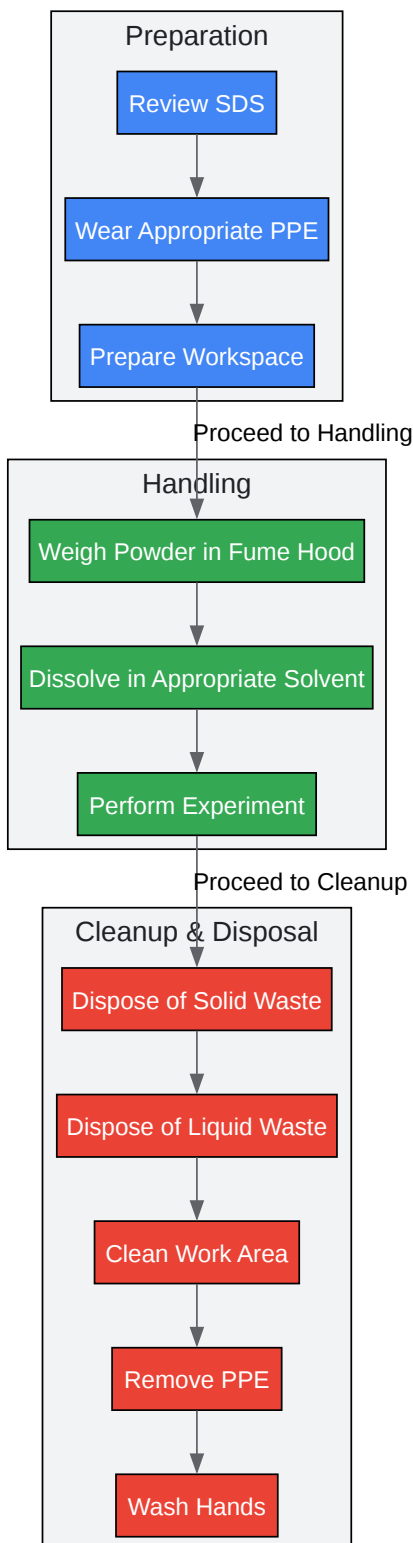 Preparation
Review SDS
Wear Appropriate PPE
Prepare Workspace
Proceed to Handling
Handling
Weigh Powder in Fume Hood
Dissolve in Appropriate Solvent
Perform Experiment
Proceed to Cleanup
Cleanup & Disposal
Dispose of Solid Waste
Dispose of Liquid Waste
Clean Work Area
Remove PPE
Wash Hands